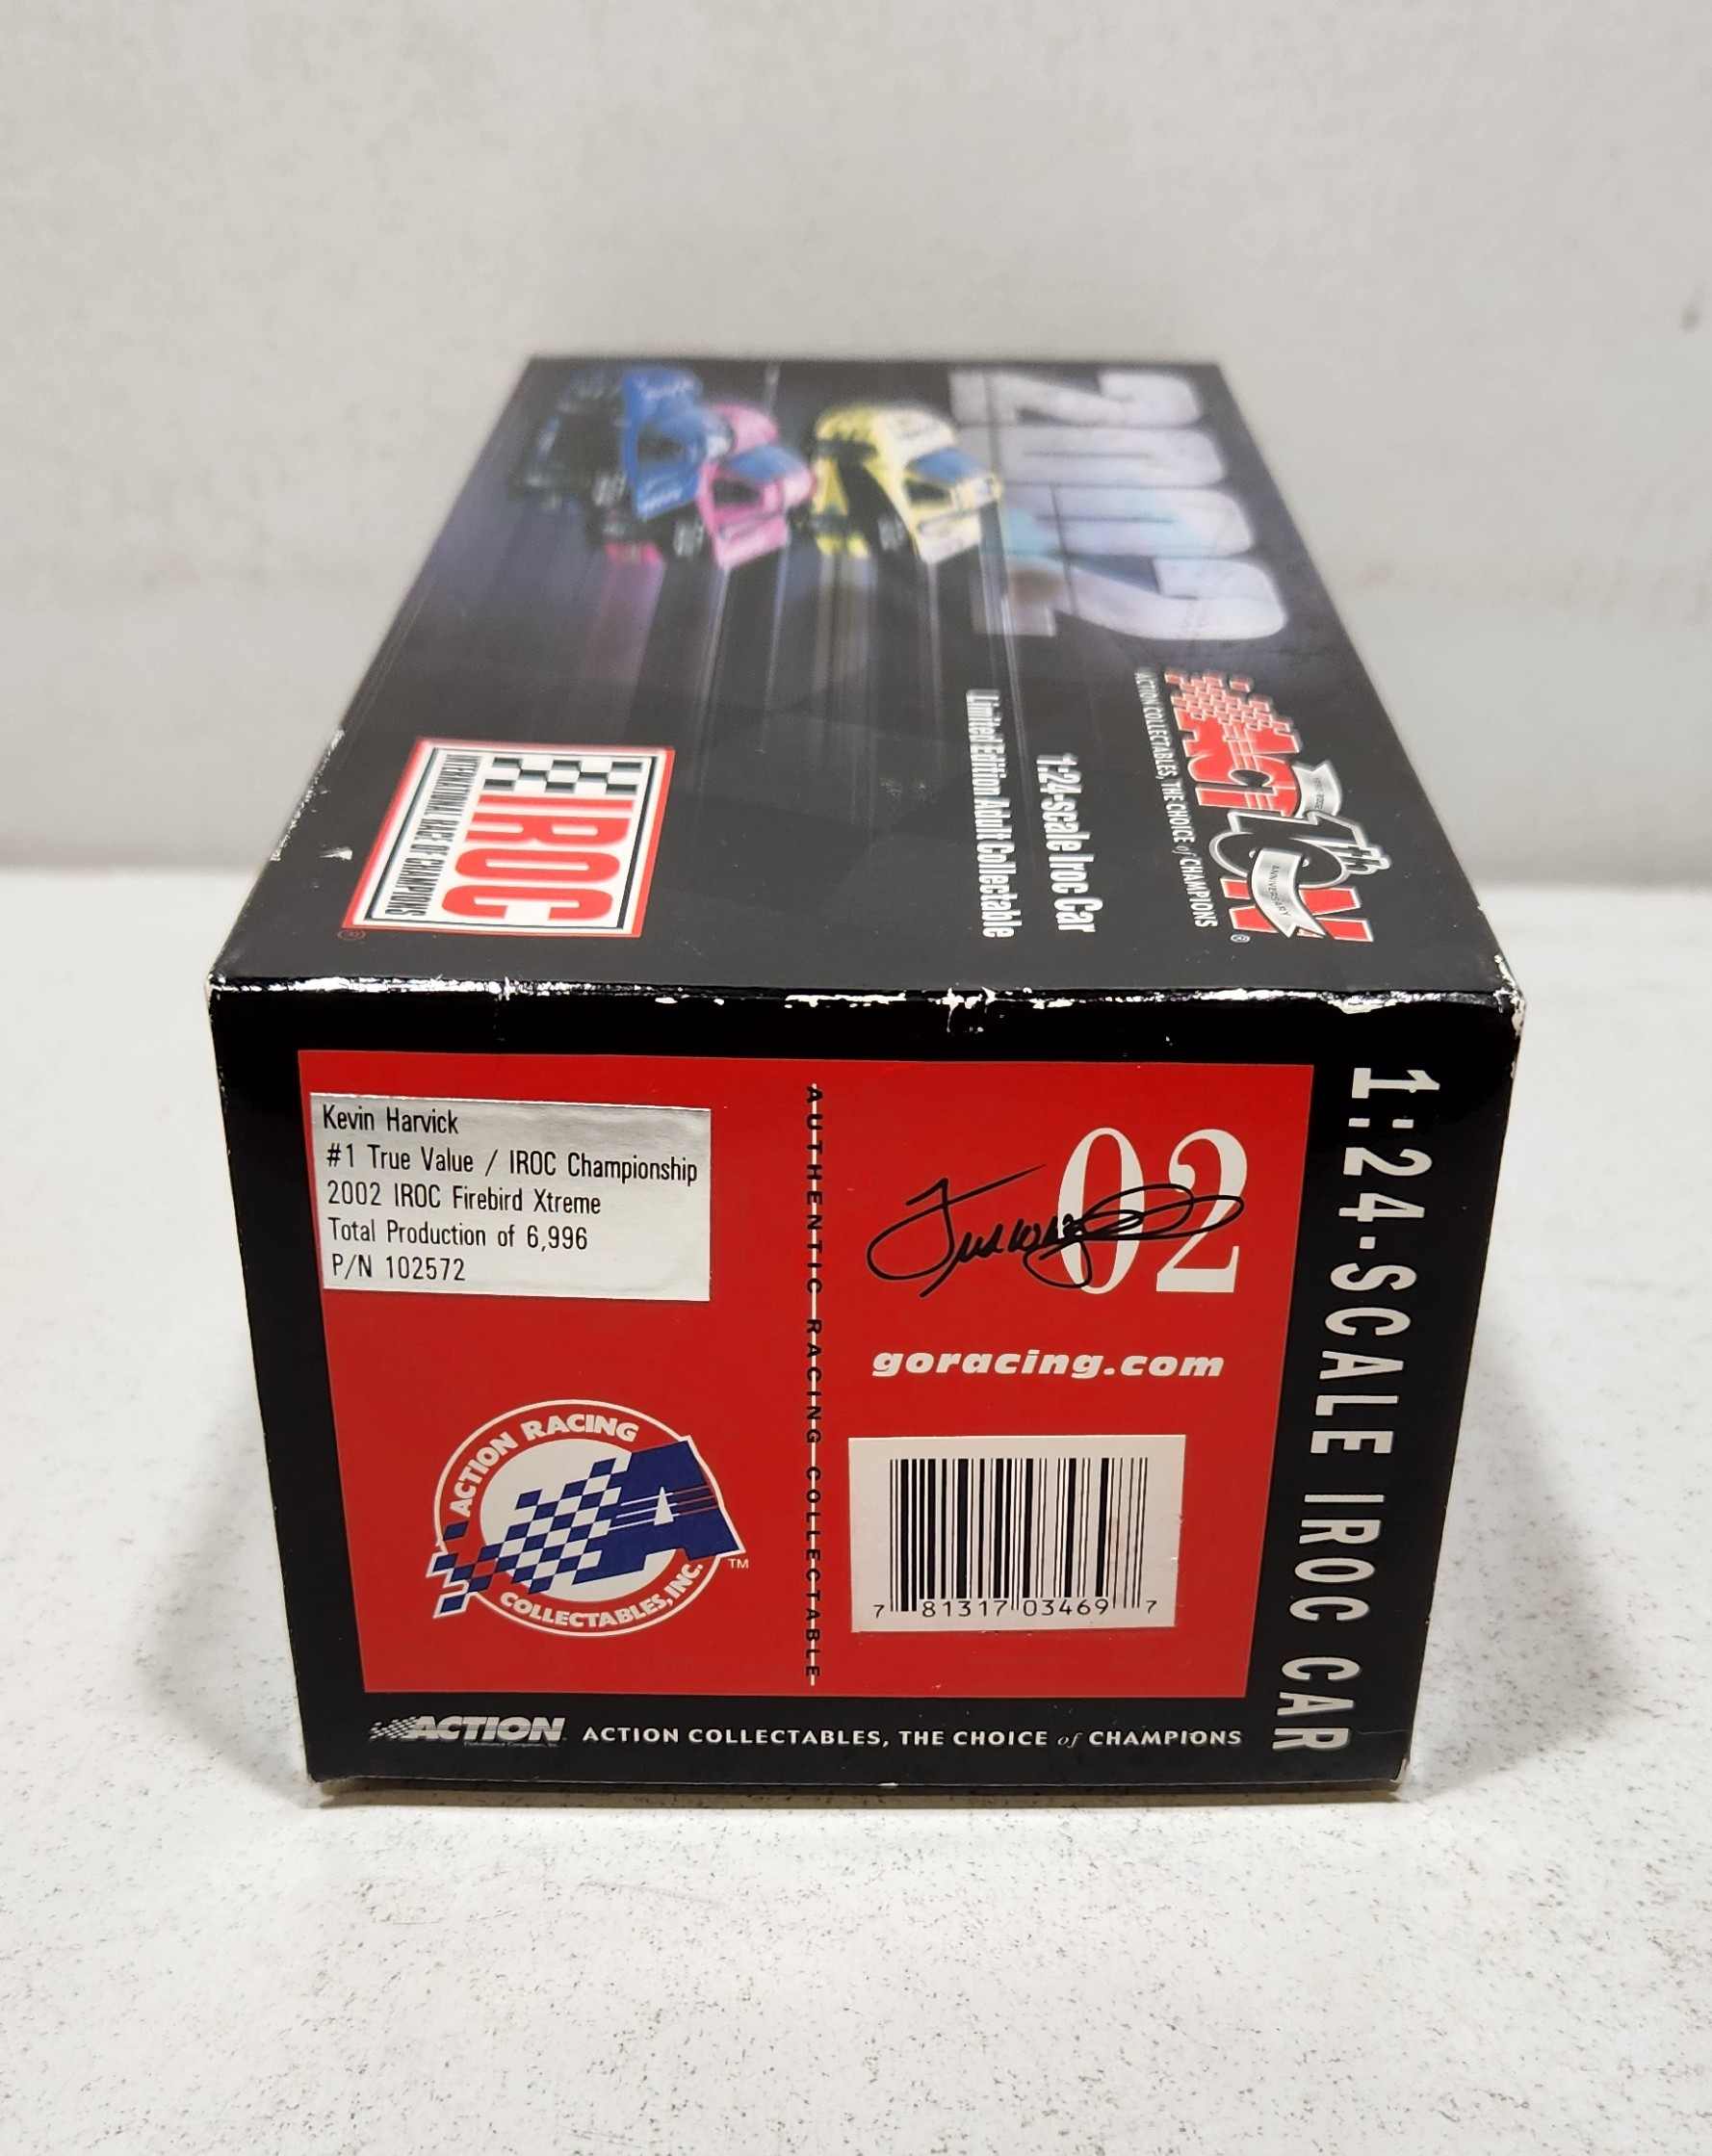 2002
ACTION
10th
ANNIVERSARY
ACTION COLLECTABLES, THE CHOICE of CHAMPIONS
®
1:24-scale Iroc Car
Limited Edition Adult Collectable
IROC
INTERNATIONAL RACE OF CHAMPIONS
®
Kevin Harvick
#1 True Value / IROC Championship
2002 IROC Firebird Xtreme
Total Production of 6,996
P/N 102572
AUTHENTIC RACING COLLECTABLE
02
goracing.com
7 81317 03469 7
ACTION RACING
COLLECTABLES, INC.
A
TM
1:24-SCALE IROC CAR
ACTION
ACTION COLLECTABLES, THE CHOICE of CHAMPIONS